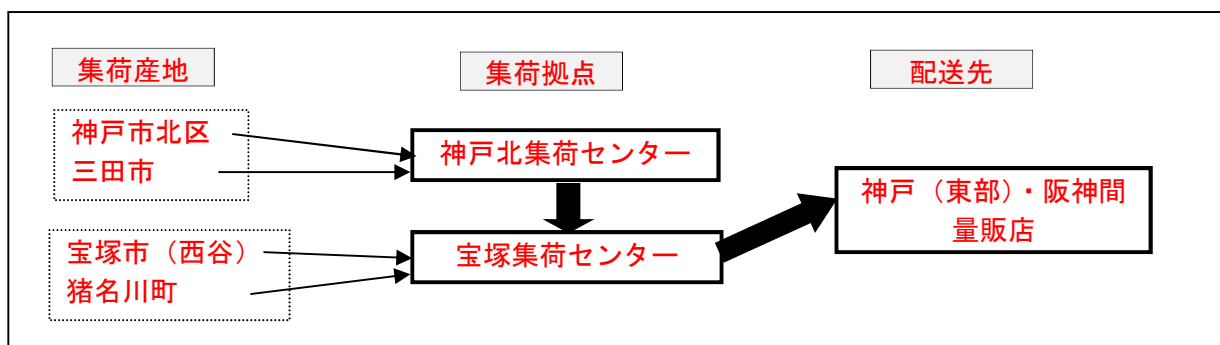 集荷産地
集荷拠点
配送先
神戸市北区
三田市
神戸北集荷センター
宝塚市（西谷）
猪名川町
宝塚集荷センター
神戸（東部）・阪神間
量販店